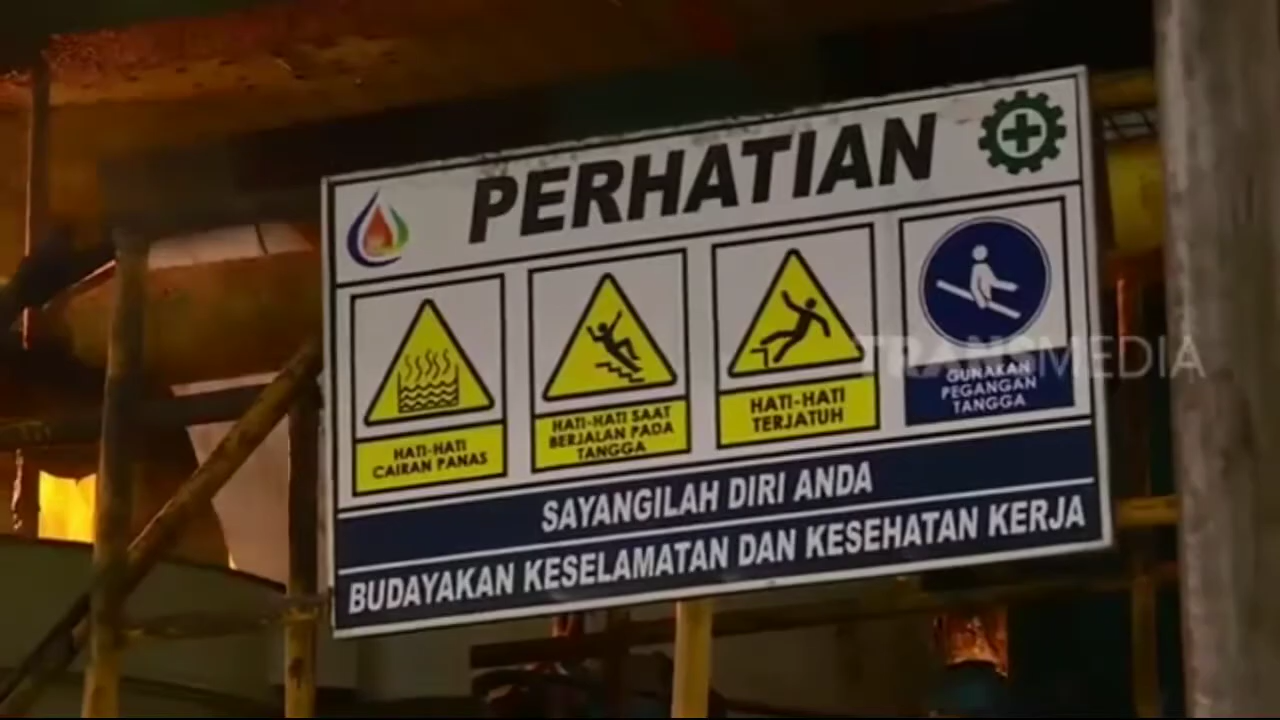 PERHATIAN
HATI-HATI
CAIRAN PANAS
HATI-HATI SAAT
BERJALAN PADA
TANGGA
HATI-HATI
TERJATUH
GUNAKAN
PEGANGAN
TANGGA
TRANSMEDIA
SAYANGILAH DIRI ANDA
BUDAYAKAN KESELAMATAN DAN KESEHATAN KERJA